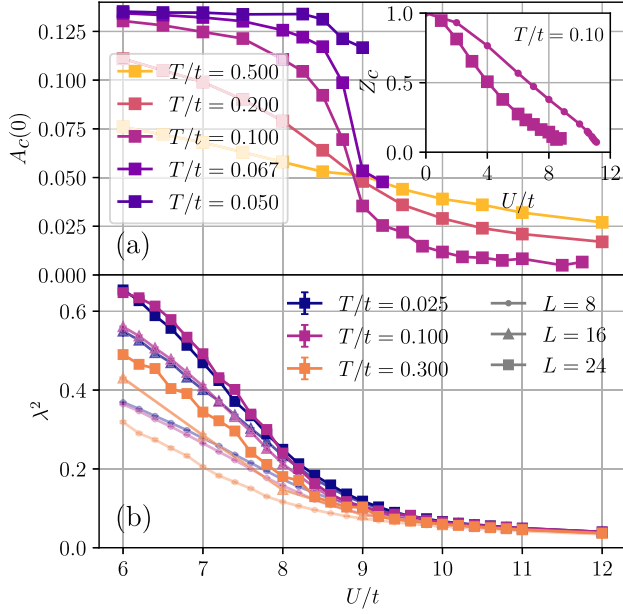 0.125
0.100
0.075
0.050
0.025
0.000
A_c(0)
T/t = 0.500
T/t = 0.200
T/t = 0.100
T/t = 0.067
T/t = 0.050
(a)
1.0
0.5
0.0
Z_c
T/t = 0.10
0 4 8 12
U/t
0.6
0.4
0.2
0.0
λ²
T/t = 0.025
T/t = 0.100
T/t = 0.300
L = 8
L = 16
L = 24
(b)
6 7 8 9 10 11 12
U/t